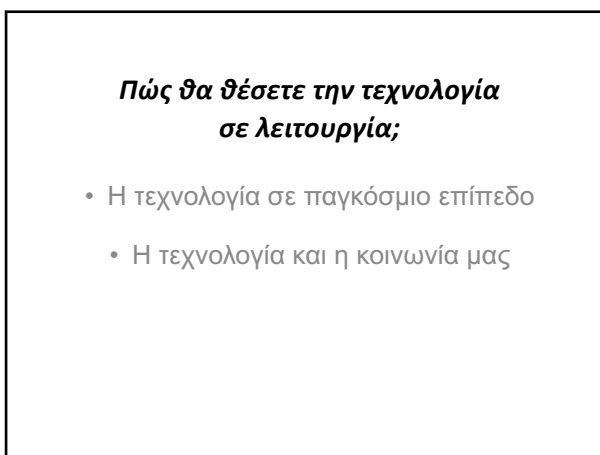 Πώς θα θέσετε την τεχνολογία
σε λειτουργία;
• Η τεχνολογία σε παγκόσμιο επίπεδο
• Η τεχνολογία και η κοινωνία μας